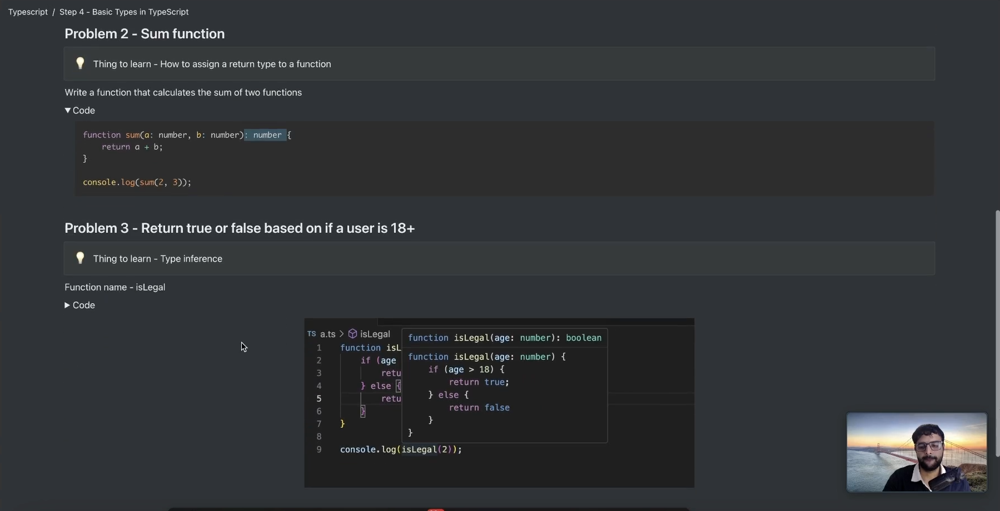 Typescript / Step 4 - Basic Types in TypeScript
Problem 2 - Sum function
Thing to learn - How to assign a return type to a function
Write a function that calculates the sum of two functions
▼ Code
function sum(a: number, b: number): number {
    return a + b;
}
console.log(sum(2, 3));
Problem 3 - Return true or false based on if a user is 18+
Thing to learn - Type inference
Function name - isLegal
▶ Code
TS a.ts > isLegal
function isLegal(age: number): boolean
1 function isL
2 if (age
3 retu
4 } else {
5 retu
6 }
7 }
8
9 console.log(isLegal(2));
function isLegal(age: number) {
    if (age > 18) {
        return true;
    } else {
        return false
    }
}